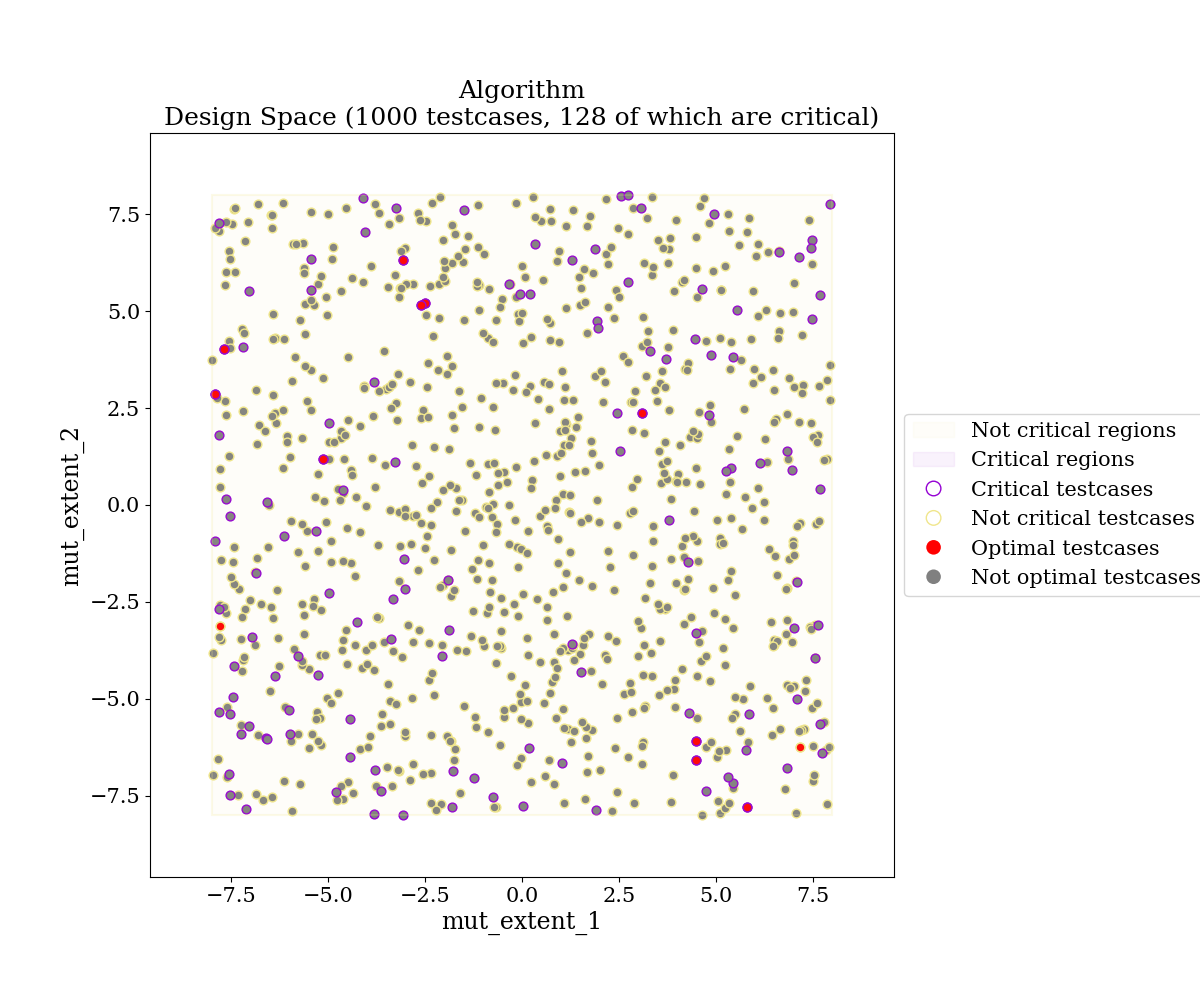 Algorithm
Design Space (1000 testcases, 128 of which are critical)
7.5
5.0
2.5
0.0
−2.5
−5.0
−7.5
mut_extent_2
−7.5
−5.0
−2.5
0.0
2.5
5.0
7.5
mut_extent_1
Not critical regions
Critical regions
Critical testcases
Not critical testcases
Optimal testcases
Not optimal testcases